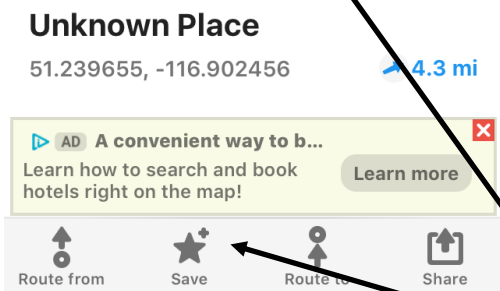 Unknown Place
51.239655, -116.902456
4.3 mi
AD A convenient way to b...
Learn how to search and book
hotels right on the map!
Learn more
Route from
Save
Route to
Share